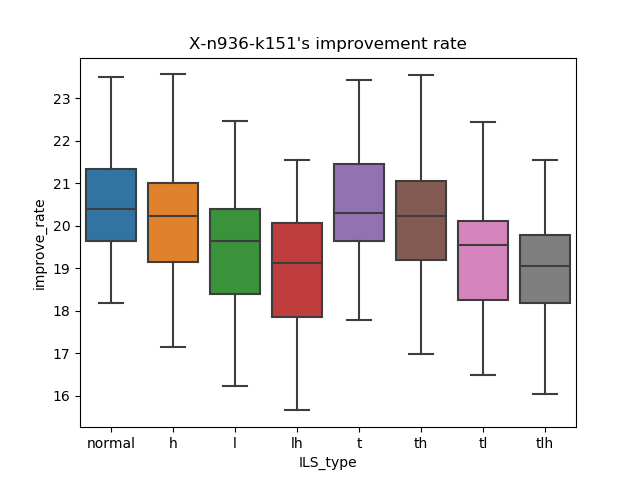 X-n936-k151's improvement rate
improve_rate
23
22
21
20
19
18
17
16
normal h l lh t th tl tlh
ILS_type